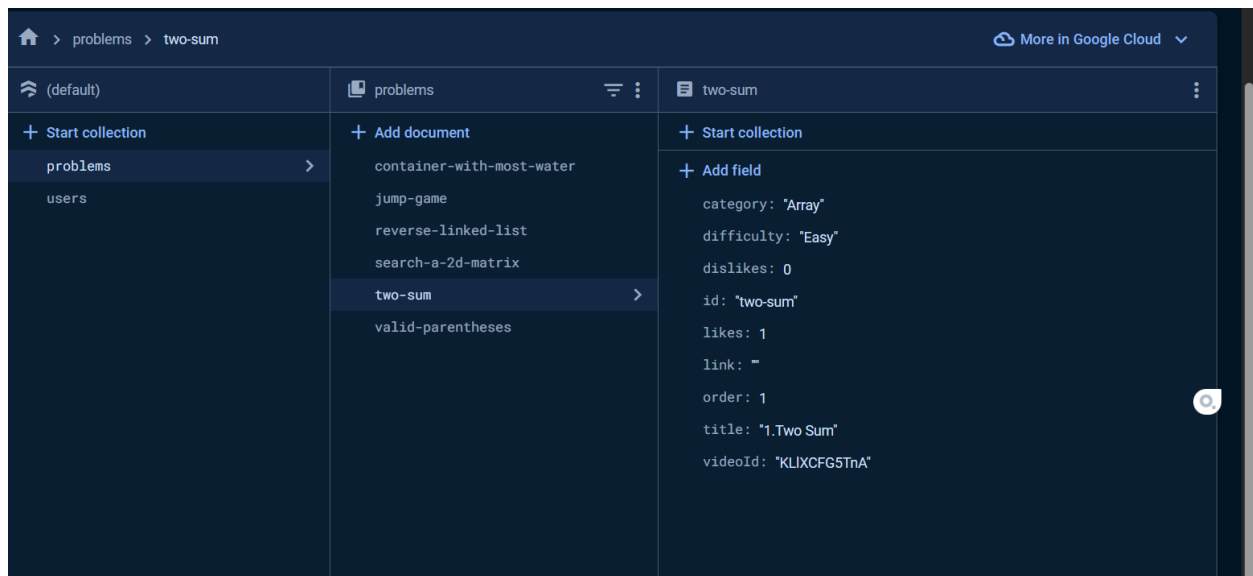 problems > two-sum
More in Google Cloud
(default)
Start collection
problems
users
problems
Add document
container-with-most-water
jump-game
reverse-linked-list
search-a-2d-matrix
two-sum
valid-parentheses
two-sum
Start collection
Add field
category: "Array"
difficulty: "Easy"
dislikes: 0
id: "two-sum"
likes: 1
link: ""
order: 1
title: "1.Two Sum"
videoId: "KLlXCFG5TnA"